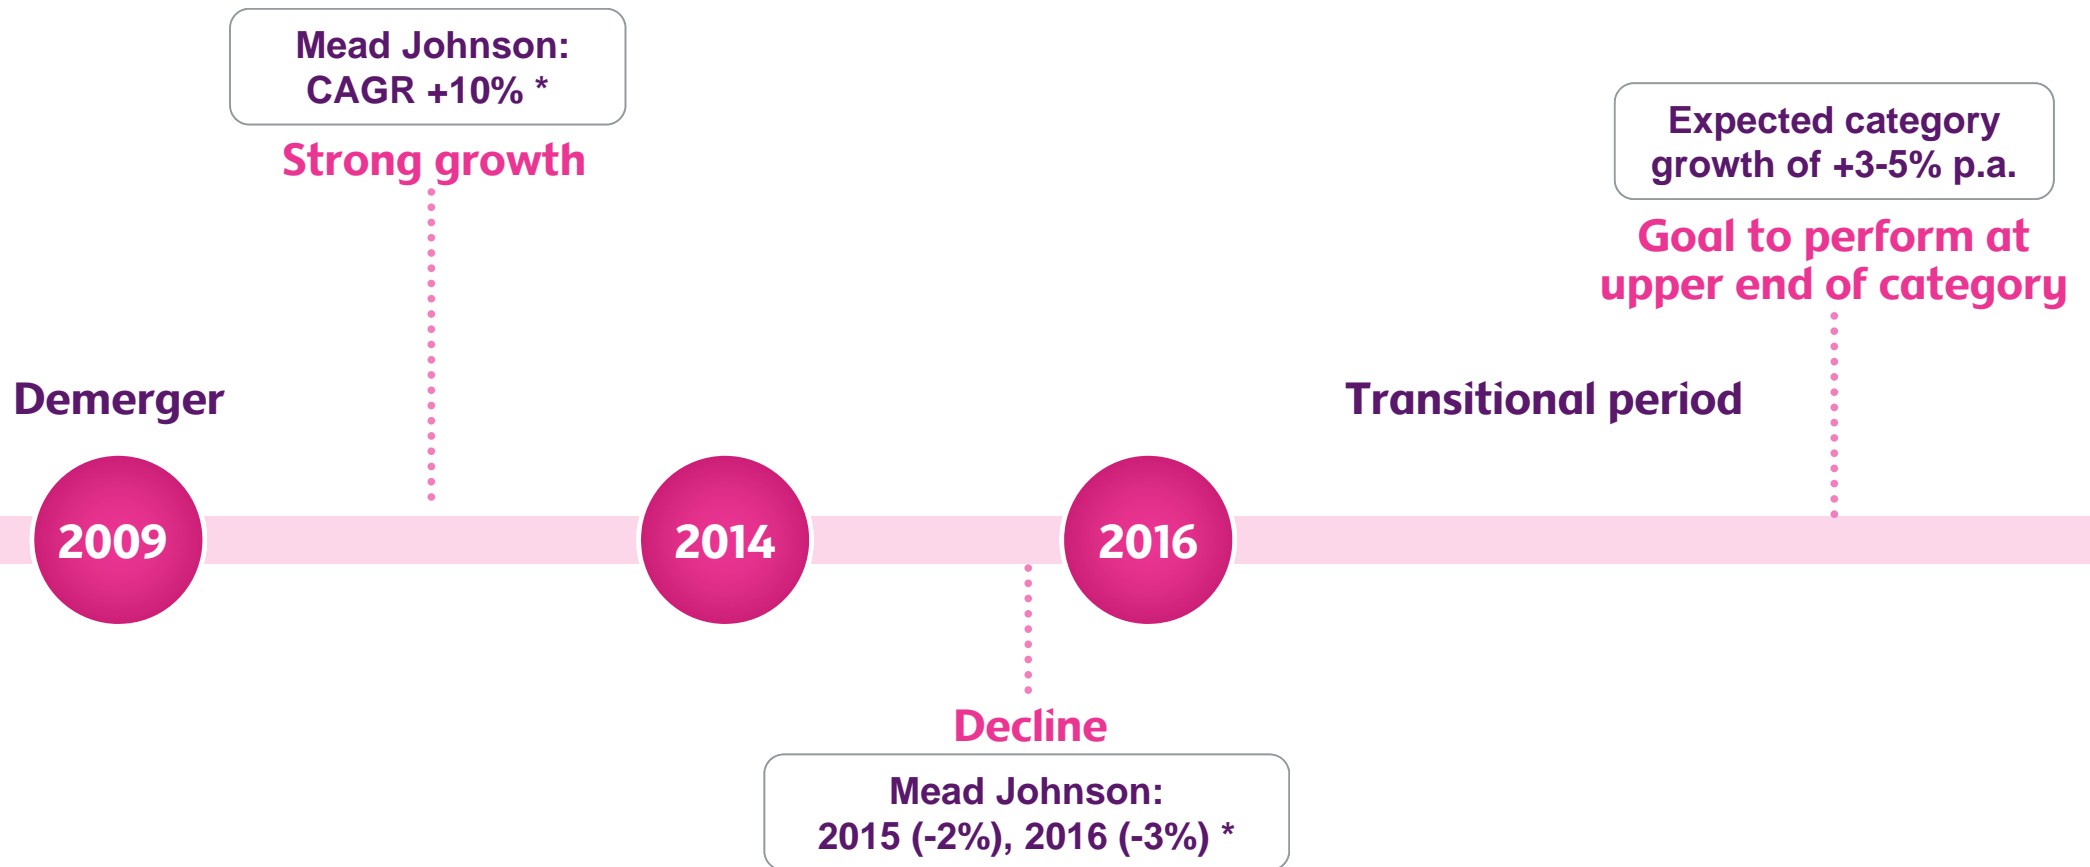 Mead Johnson:
CAGR +10% *
Strong growth
Expected category
growth of +3-5% p.a.
Goal to perform at
upper end of category
Demerger
Transitional period
2009
2014
2016
Decline
Mead Johnson:
2015 (-2%), 2016 (-3%) *